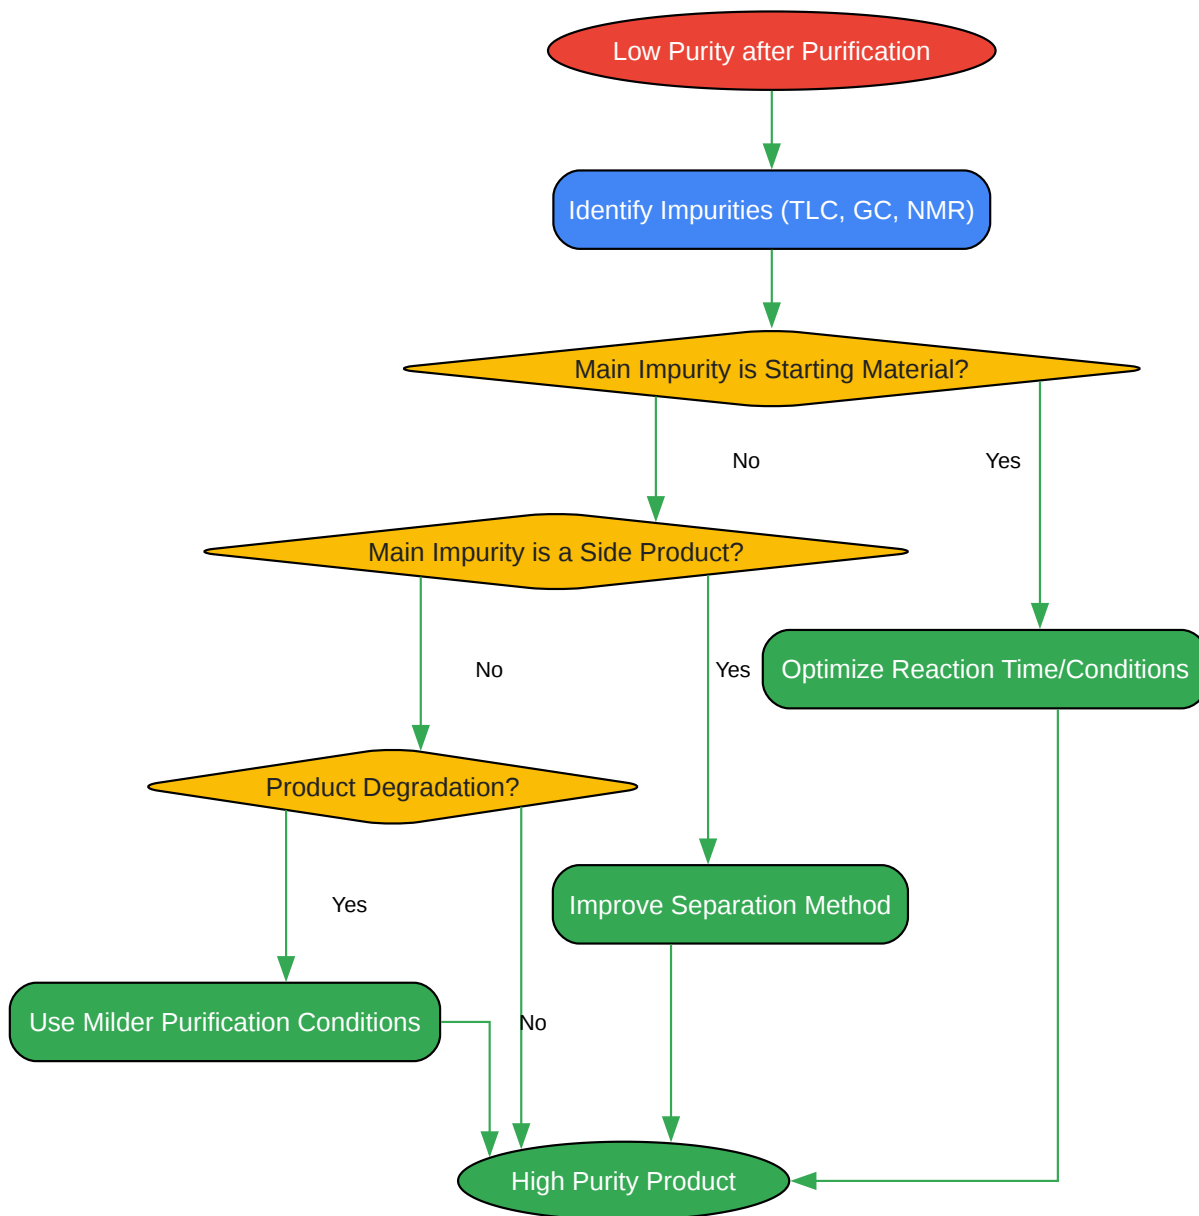 Low Purity after Purification
Identify Impurities (TLC, GC, NMR)
Main Impurity is Starting Material?
No
Yes
Main Impurity is a Side Product?
No
Yes
Optimize Reaction Time/Conditions
Product Degradation?
Yes
Improve Separation Method
Use Milder Purification Conditions
No
High Purity Product